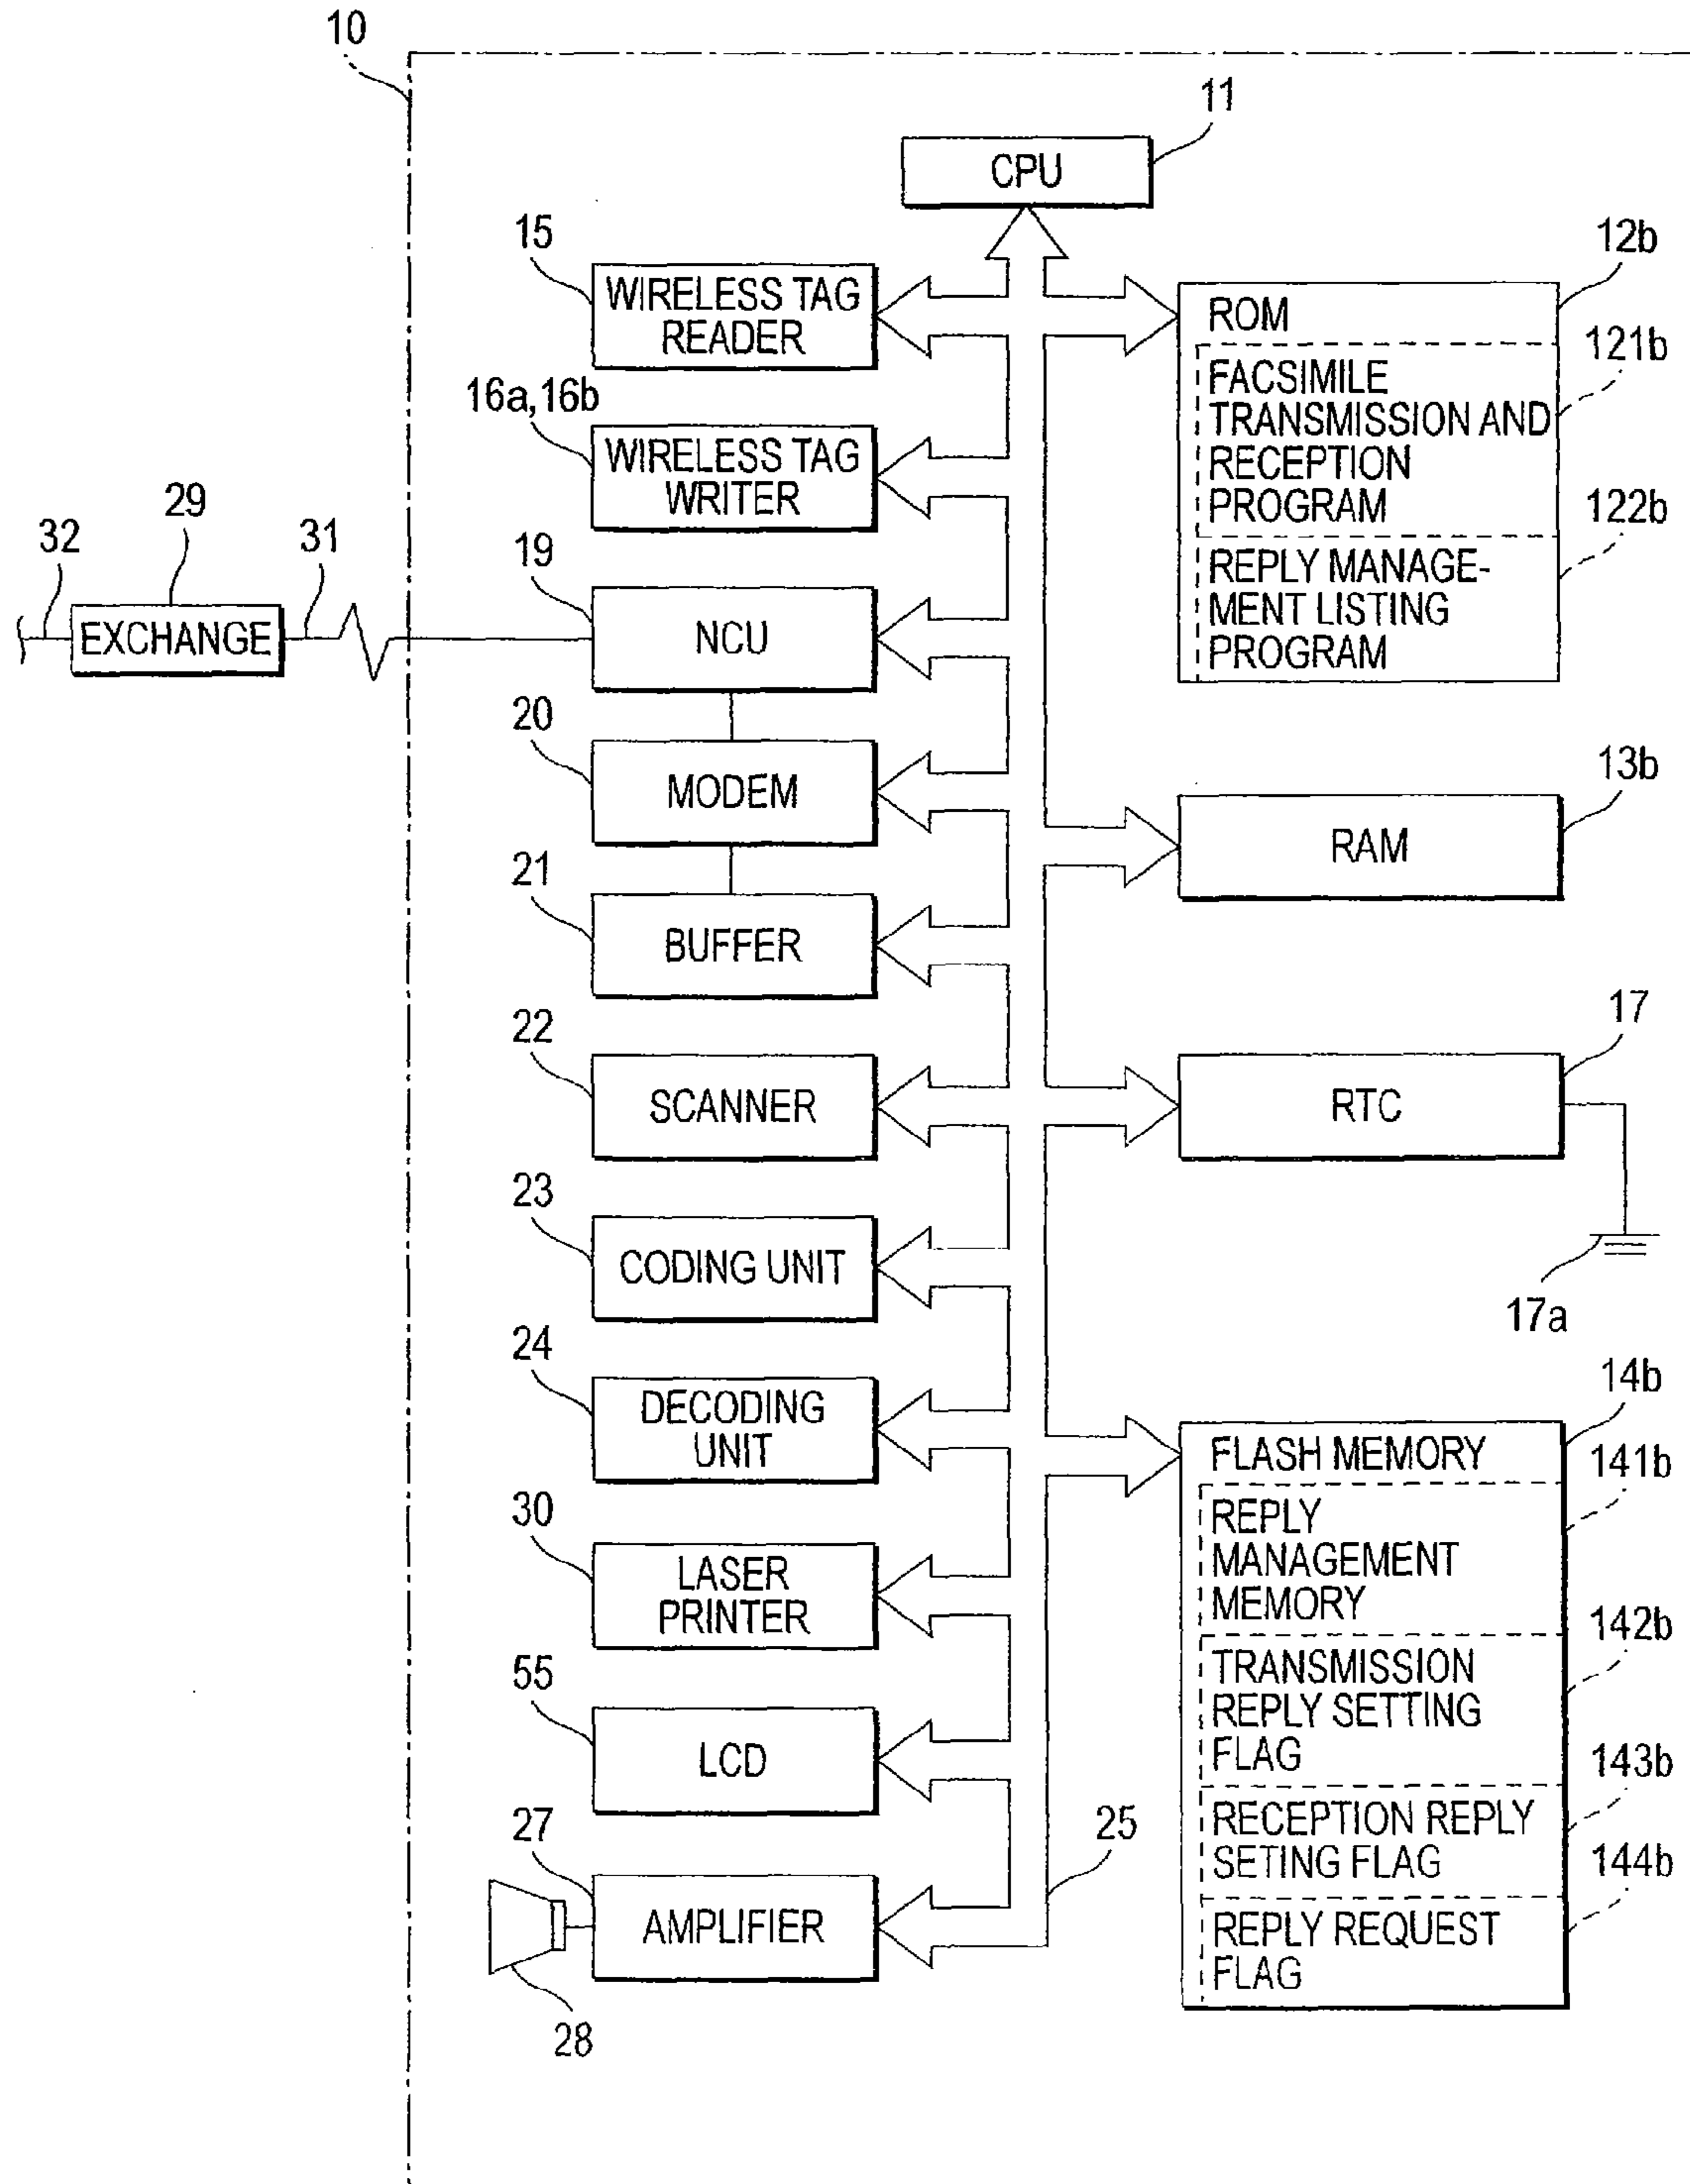 10
11
CPU
15
WIRELESS TAG
READER
12b
ROM
121b
FACSIMILE
TRANSMISSION AND
RECEPTION
PROGRAM
122b
REPLY MANAGE-
MENT LISTING
PROGRAM
16a,16b
WIRELESS TAG
WRITER
32
29
31
EXCHANGE
19
NCU
20
MODEM
13b
RAM
21
BUFFER
22
SCANNER
17
RTC
17a
23
CODING UNIT
24
DECODING
UNIT
14b
FLASH MEMORY
141b
REPLY
MANAGEMENT
MEMORY
142b
TRANSMISSION
REPLY SETTING
FLAG
143b
RECEPTION REPLY
SETING FLAG
144b
REPLY REQUEST
FLAG
30
LASER
PRINTER
55
LCD
25
27
AMPLIFIER
28